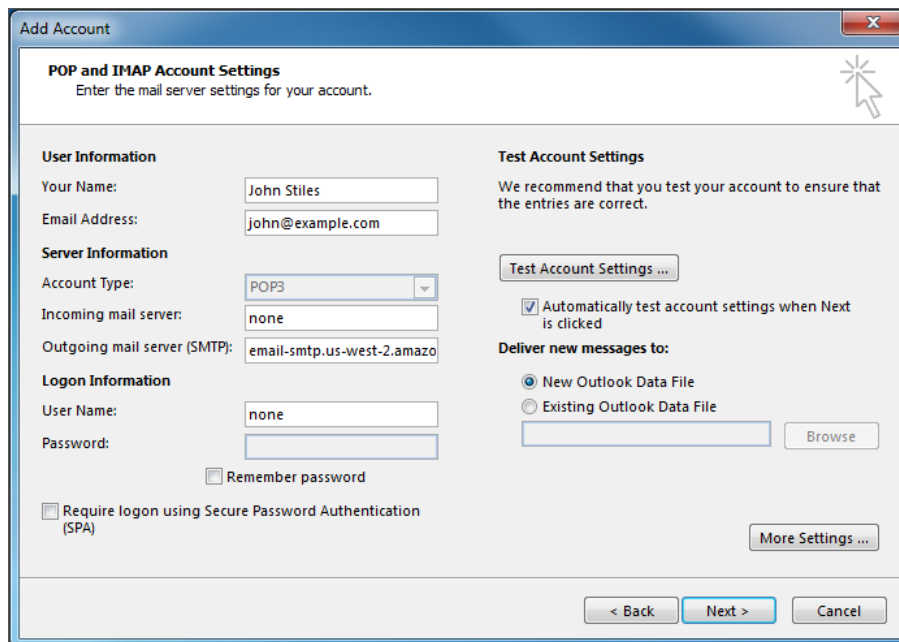 Add Account
POP and IMAP Account Settings
Enter the mail server settings for your account.
User Information
Your Name:
John Stiles
Email Address:
john@example.com
Server Information
Account Type:
POP3
Incoming mail server:
none
Outgoing mail server (SMTP):
email-smtp.us-west-2.amazo
Logon Information
User Name:
none
Password:
Remember password
Require logon using Secure Password Authentication
(SPA)
Test Account Settings
We recommend that you test your account to ensure that
the entries are correct.
Test Account Settings ...
Automatically test account settings when Next
is clicked
Deliver new messages to:
New Outlook Data File
Existing Outlook Data File
Browse
More Settings ...
< Back
Next >
Cancel